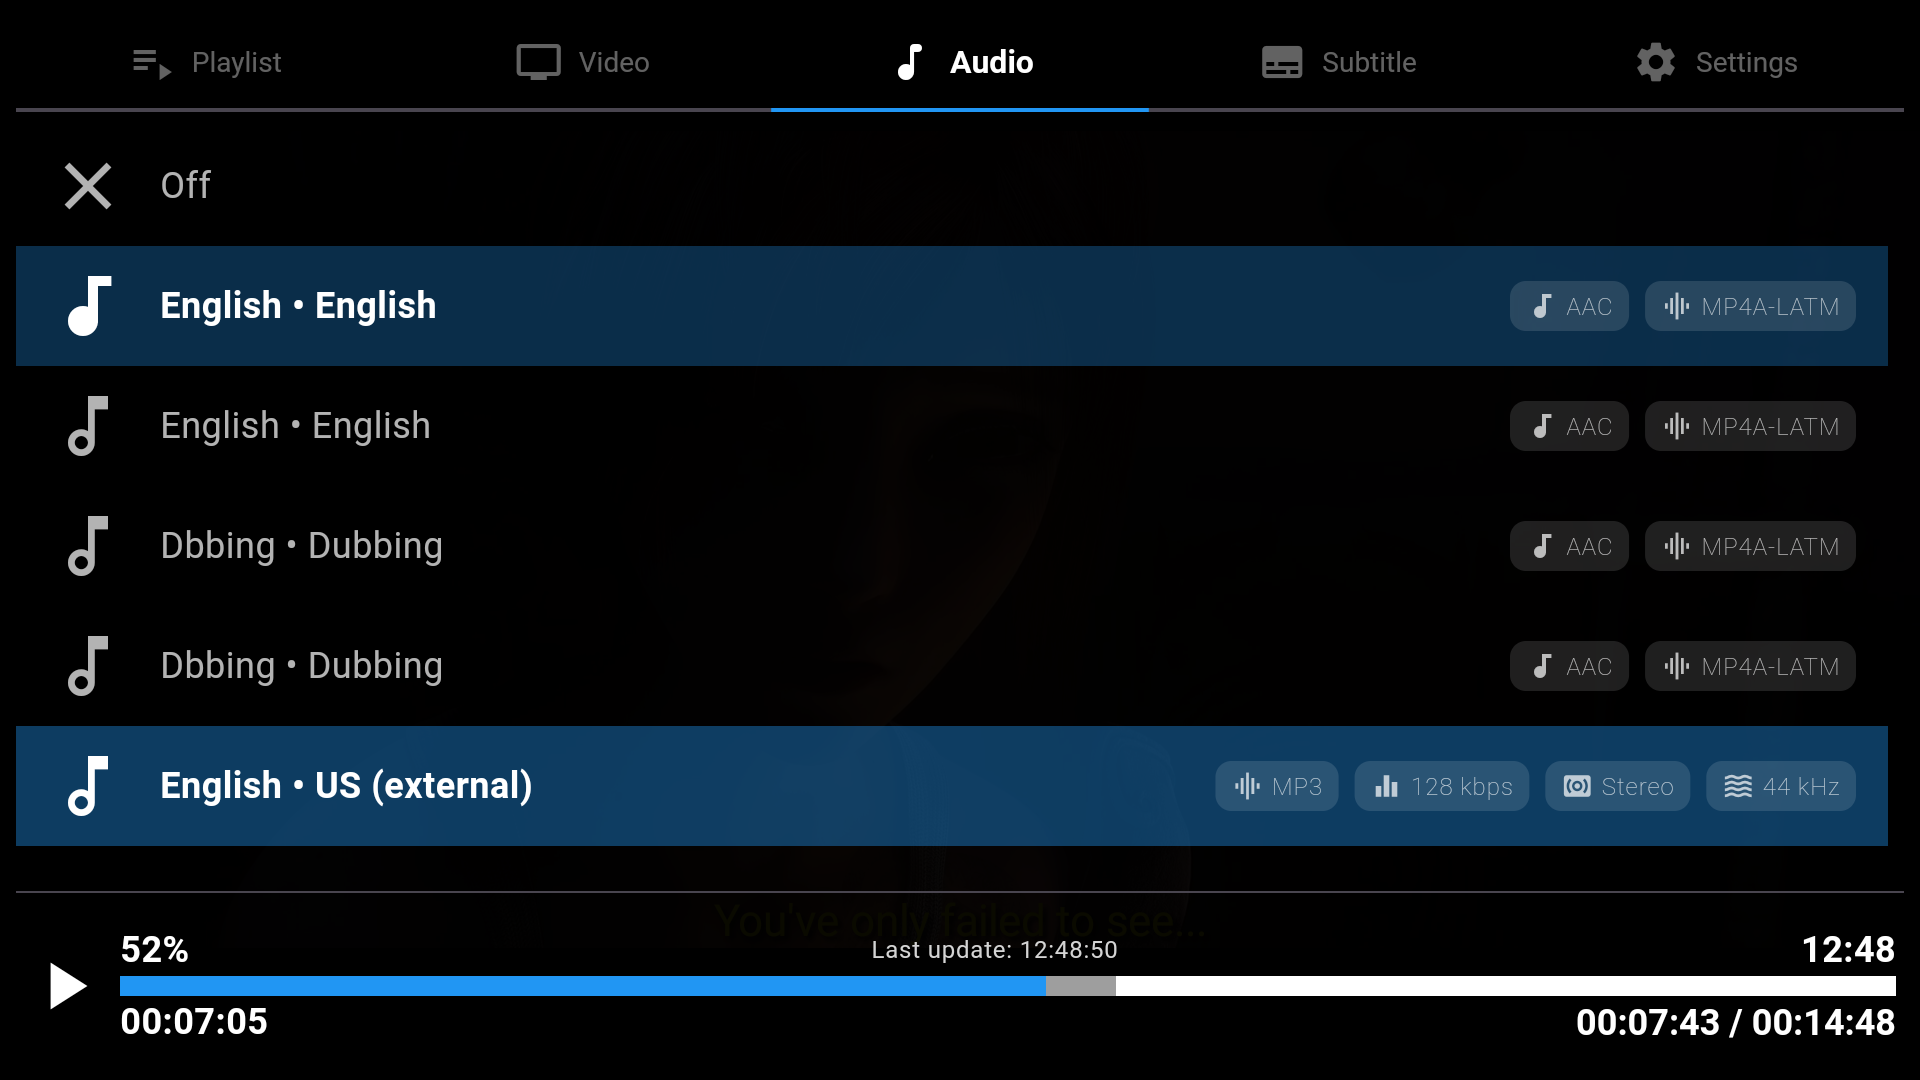 Playlist
Video
Audio
Subtitle
Settings
Off
English • English AAC MP4A-LATM
English • English AAC MP4A-LATM
Dbbing • Dubbing AAC MP4A-LATM
Dbbing • Dubbing AAC MP4A-LATM
English • US (external) MP3 128 kbps Stereo 44 kHz
You've only failed to see...
52% Last update: 12:48:50 12:48
00:07:05 00:07:43 / 00:14:48